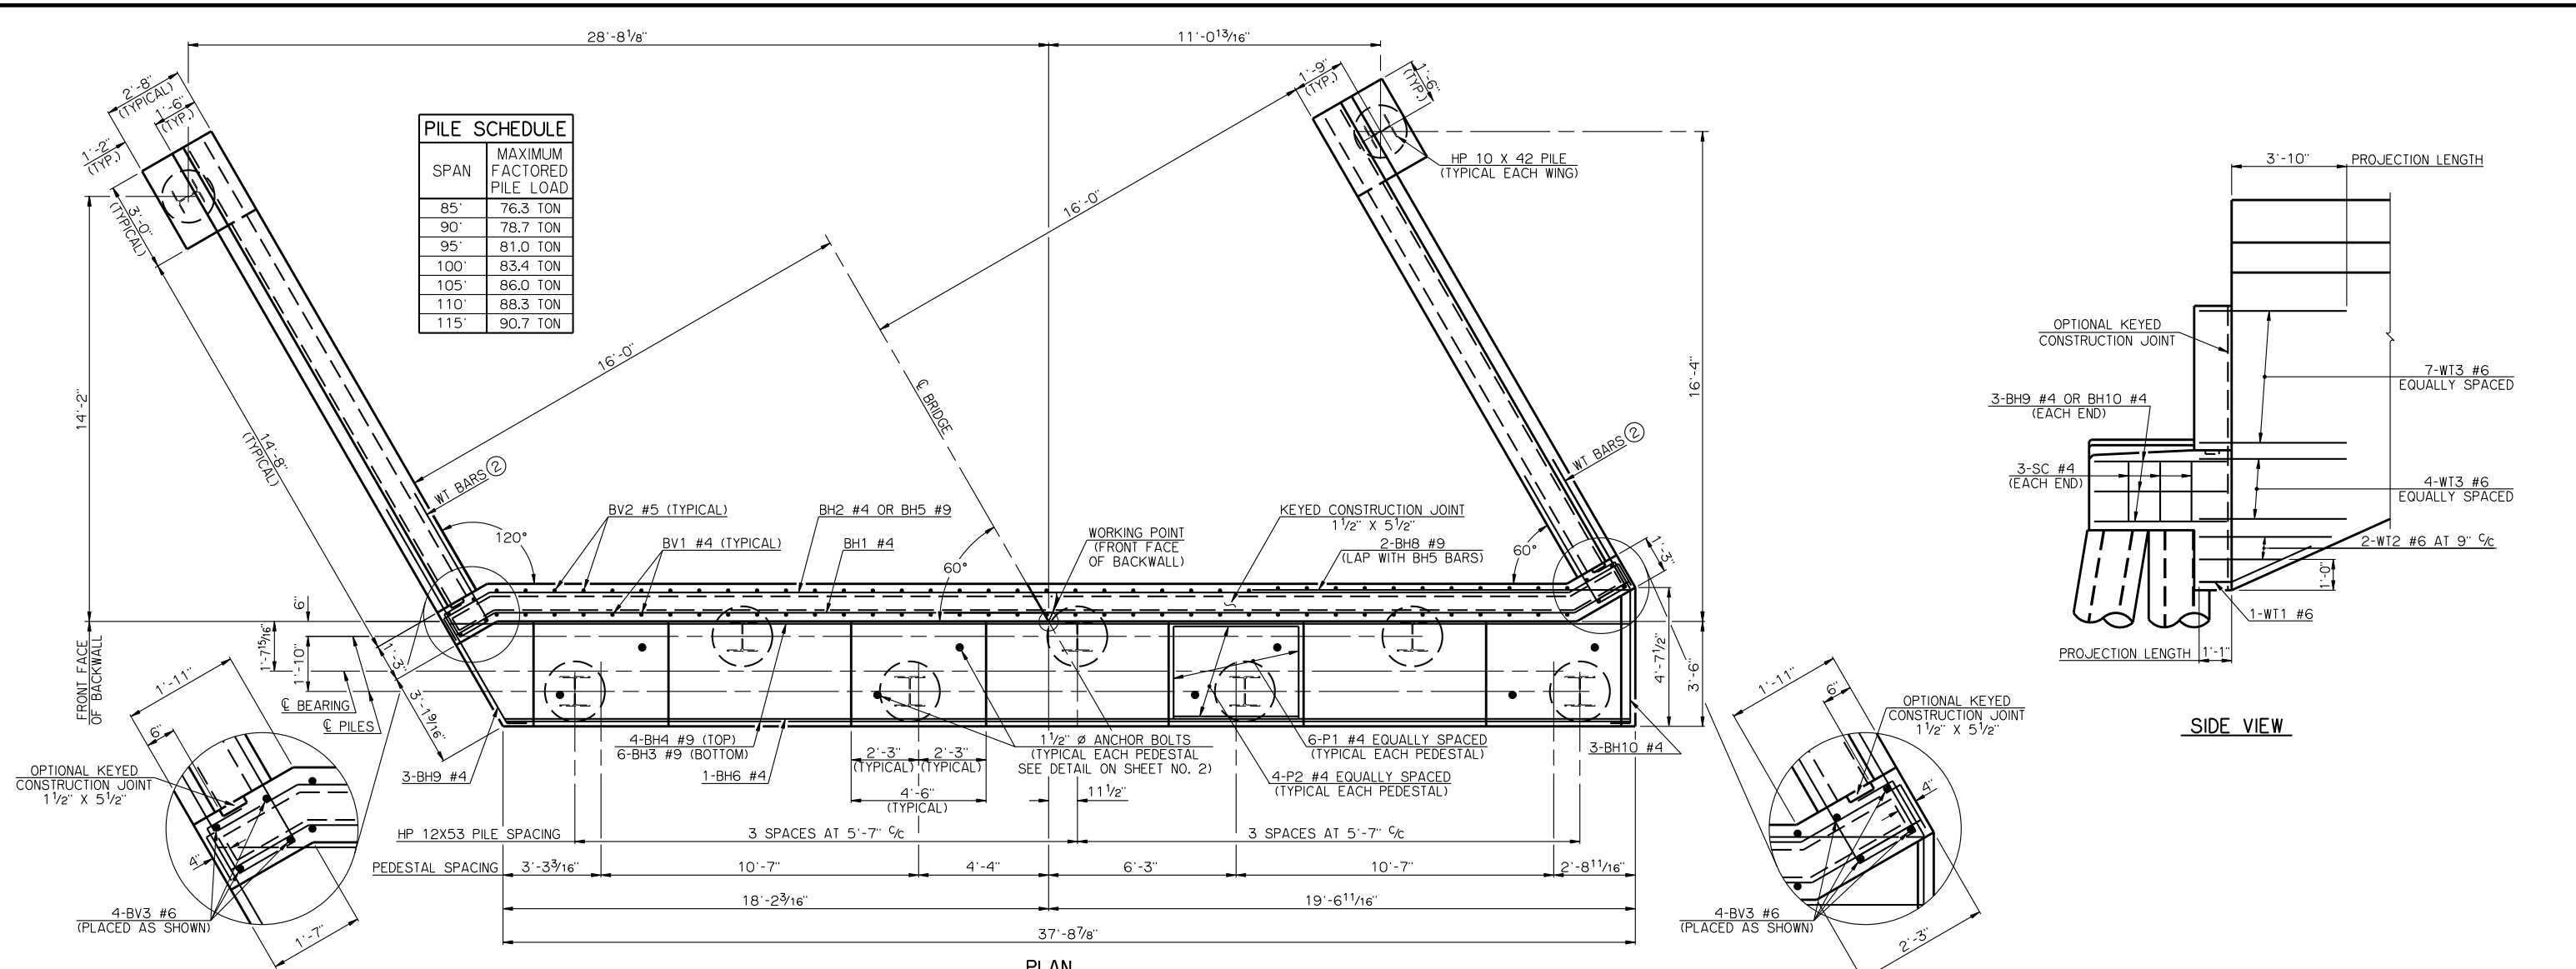 28'-8 1/8"
11'-0 13/16"
2'-8"
(TYPICAL)
1'-6"
(TYP.)
1'-2"
(TYP.)
3'-0"
(TYPICAL)
14'-8"
(TYPICAL)
14'-2"
PILE SCHEDULE
SPAN
MAXIMUM
FACTORED
PILE LOAD
85' 76.3 TON
90' 78.7 TON
95' 81.0 TON
100' 83.4 TON
105' 86.0 TON
110' 88.3 TON
115' 90.7 TON
1'-9"
(TYP.)
1'-6"
(TYP.)
HP 10 X 42 PILE
(TYPICAL EACH WING)
16'-0"
16'-0"
℄ BRIDGE
16'-4"
WT BARS ②
WT BARS ②
120°
60°
60°
BV2 #5 (TYPICAL)
BV1 #4 (TYPICAL)
BH2 #4 OR BH5 #9
BH1 #4
WORKING POINT
(FRONT FACE
OF BACKWALL)
KEYED CONSTRUCTION JOINT
1 1/2" X 5 1/2"
2-BH8 #9
(LAP WITH BH5 BARS)
1'-3"
4'-7 1/2"
3'-6"
FRONT FACE
OF BACKWALL
6"
1'-7 15/16"
1'-10"
℄ BEARING
℄ PILES
1'-3"
3'-1 9/16"
4-BH4 #9 (TOP)
6-BH3 #9 (BOTTOM)
3-BH9 #4
1-BH6 #4
2'-3"
(TYPICAL)
2'-3"
(TYPICAL)
4'-6"
(TYPICAL)
1 1/2" Ø ANCHOR BOLTS
(TYPICAL EACH PEDESTAL
SEE DETAIL ON SHEET NO. 2)
11 1/2"
6-P1 #4 EQUALLY SPACED
(TYPICAL EACH PEDESTAL)
4-P2 #4 EQUALLY SPACED
(TYPICAL EACH PEDESTAL)
3-BH10 #4
HP 12X53 PILE SPACING
3 SPACES AT 5'-7" C/c
3 SPACES AT 5'-7" C/c
PEDESTAL SPACING
3'-3 3/16"
10'-7"
4'-4"
6'-3"
10'-7"
2'-8 11/16"
18'-2 3/16"
19'-6 11/16"
37'-8 7/8"
PLAN
1'-11"
6"
OPTIONAL KEYED
CONSTRUCTION JOINT
1 1/2" X 5 1/2"
4"
4-BV3 #6
(PLACED AS SHOWN)
1'-7"
1'-11"
6"
OPTIONAL KEYED
CONSTRUCTION JOINT
1 1/2" X 5 1/2"
4"
4-BV3 #6
(PLACED AS SHOWN)
2'-3"
3'-10"
PROJECTION LENGTH
OPTIONAL KEYED
CONSTRUCTION JOINT
7-WT3 #6
EQUALLY SPACED
3-BH9 #4 OR BH10 #4
(EACH END)
3-SC #4
(EACH END)
4-WT3 #6
EQUALLY SPACED
2-WT2 #6 AT 9" C/c
1'-0"
1-WT1 #6
PROJECTION LENGTH
1'-1"
SIDE VIEW